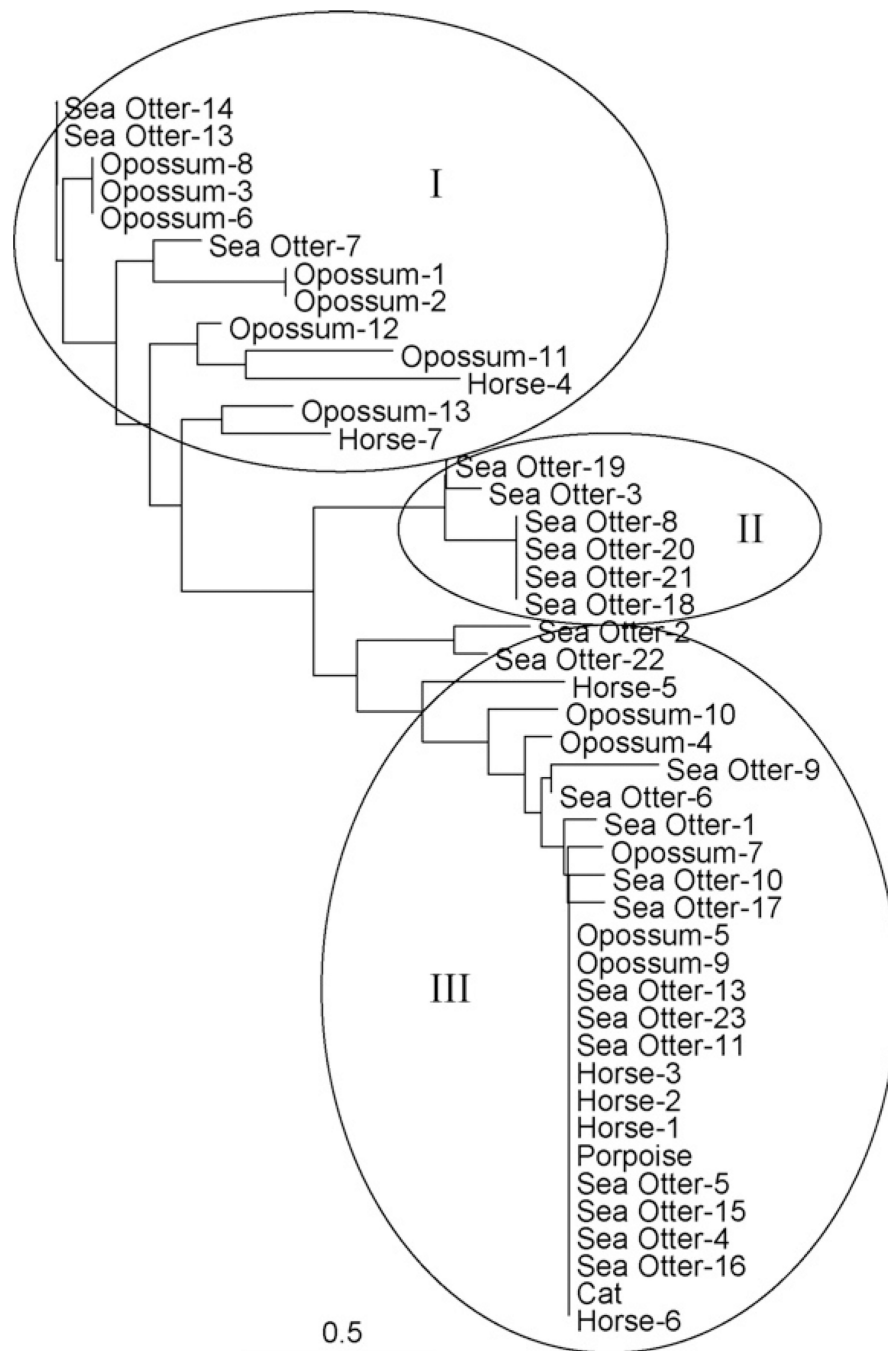 Sea Otter-14
Sea Otter-13
Opossum-8
I
Opossum-3
Opossum-6
Sea Otter-7
Opossum-1
Opossum-2
Opossum-12
Opossum-11
Horse-4
Opossum-13
Horse-7
Sea Otter-19
Sea Otter-3
Sea Otter-8
II
Sea Otter-20
Sea Otter-21
Sea Otter-18
Sea Otter-2
Sea Otter-22
Horse-5
Opossum-10
Opossum-4
Sea Otter-9
Sea Otter-6
Sea Otter-1
Opossum-7
Sea Otter-10
Sea Otter-17
Opossum-5
Opossum-9
III
Sea Otter-13
Sea Otter-23
Sea Otter-11
Horse-3
Horse-2
Horse-1
Porpoise
Sea Otter-5
Sea Otter-15
Sea Otter-4
Sea Otter-16
Cat
Horse-6
0.5